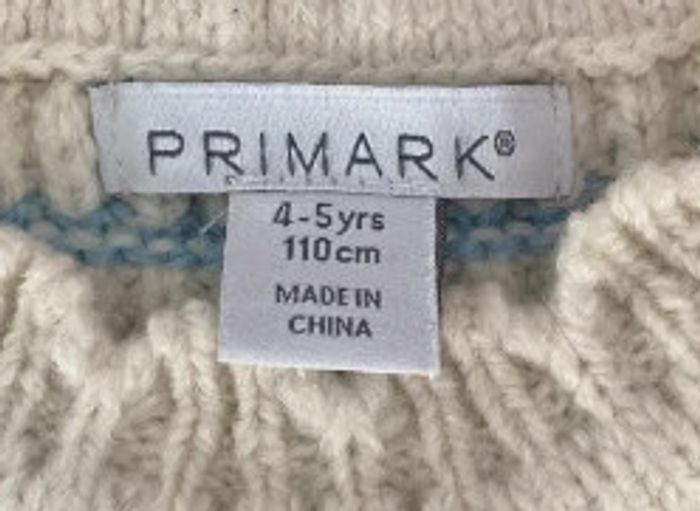 PRIMARK®
4-5yrs
110cm
MADE IN
CHINA